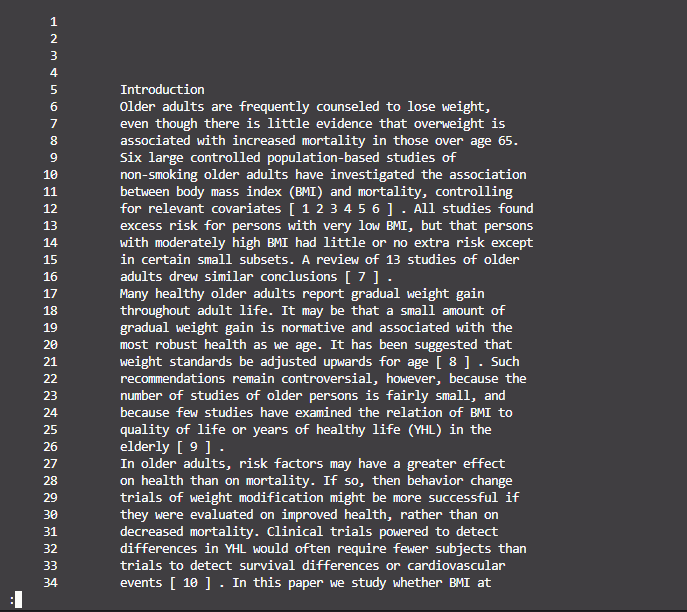 1
2
3
4
5 Introduction
6 Older adults are frequently counseled to lose weight,
7 even though there is little evidence that overweight is
8 associated with increased mortality in those over age 65.
9 Six large controlled population-based studies of
10 non-smoking older adults have investigated the association
11 between body mass index (BMI) and mortality, controlling
12 for relevant covariates [ 1 2 3 4 5 6 ] . All studies found
13 excess risk for persons with very low BMI, but that persons
14 with moderately high BMI had little or no extra risk except
15 in certain small subsets. A review of 13 studies of older
16 adults drew similar conclusions [ 7 ] .
17 Many healthy older adults report gradual weight gain
18 throughout adult life. It may be that a small amount of
19 gradual weight gain is normative and associated with the
20 most robust health as we age. It has been suggested that
21 weight standards be adjusted upwards for age [ 8 ] . Such
22 recommendations remain controversial, however, because the
23 number of studies of older persons is fairly small, and
24 because few studies have examined the relation of BMI to
25 quality of life or years of healthy life (YHL) in the
26 elderly [ 9 ] .
27 In older adults, risk factors may have a greater effect
28 on health than on mortality. If so, then behavior change
29 trials of weight modification might be more successful if
30 they were evaluated on improved health, rather than on
31 decreased mortality. Clinical trials powered to detect
32 differences in YHL would often require fewer subjects than
33 trials to detect survival differences or cardiovascular
34 events [ 10 ] . In this paper we study whether BMI at
: